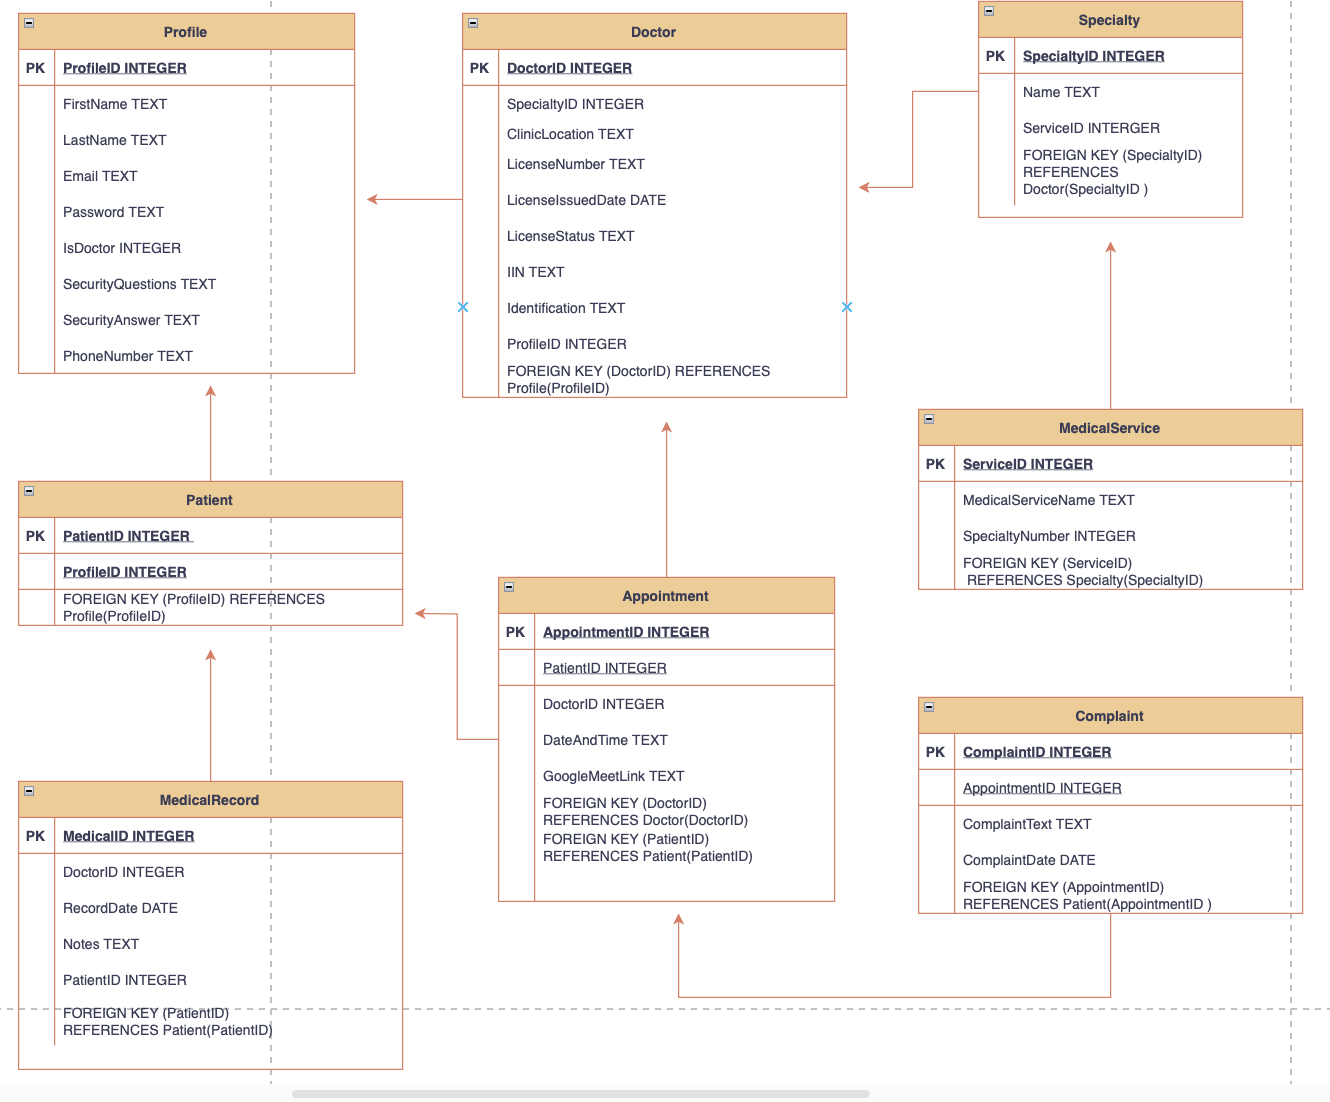 Profile
PK ProfileID INTEGER
FirstName TEXT
LastName TEXT
Email TEXT
Password TEXT
IsDoctor INTEGER
SecurityQuestions TEXT
SecurityAnswer TEXT
PhoneNumber TEXT
Doctor
PK DoctorID INTEGER
SpecialtyID INTEGER
ClinicLocation TEXT
LicenseNumber TEXT
LicenseIssuedDate DATE
LicenseStatus TEXT
IIN TEXT
Identification TEXT
ProfileID INTEGER
FOREIGN KEY (DoctorID) REFERENCES
Profile(ProfileID)
Specialty
PK SpecialtyID INTEGER
Name TEXT
ServiceID INTERGER
FOREIGN KEY (SpecialtyID)
REFERENCES
Doctor(SpecialtyID )
Patient
PK PatientID INTEGER
ProfileID INTEGER
FOREIGN KEY (ProfileID) REFERENCES
Profile(ProfileID)
Appointment
PK AppointmentID INTEGER
PatientID INTEGER
DoctorID INTEGER
DateAndTime TEXT
GoogleMeetLink TEXT
FOREIGN KEY (DoctorID)
REFERENCES Doctor(DoctorID)
FOREIGN KEY (PatientID)
REFERENCES Patient(PatientID)
MedicalService
PK ServiceID INTEGER
MedicalServiceName TEXT
SpecialtyNumber INTEGER
FOREIGN KEY (ServiceID)
REFERENCES Specialty(SpecialtyID)
MedicalRecord
PK MedicalID INTEGER
DoctorID INTEGER
RecordDate DATE
Notes TEXT
PatientID INTEGER
FOREIGN KEY (PatientID)
REFERENCES Patient(PatientID)
Complaint
PK ComplaintID INTEGER
AppointmentID INTEGER
ComplaintText TEXT
ComplaintDate DATE
FOREIGN KEY (AppointmentID)
REFERENCES Patient(AppointmentID )